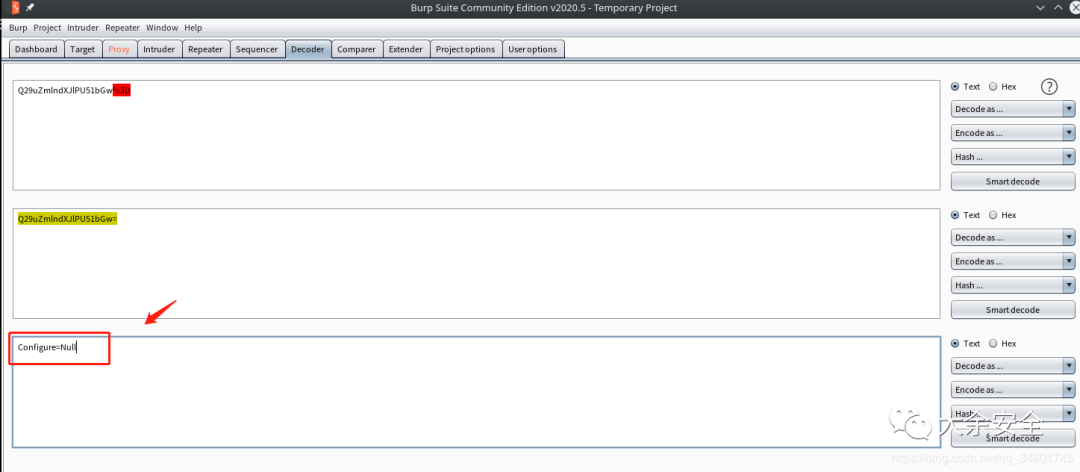 Burp Suite Community Edition v2020.5 - Temporary Project
Burp Project Intruder Repeater Window Help
Dashboard Target Proxy Intruder Repeater Sequencer Decoder Comparer Extender Project options User options
Q29uZmlndXJlPU51bGw%3D
Text Hex ?
Decode as ...
Encode as ...
Hash ...
Smart decode
Q29uZmlndXJlPU51bGw=
Text Hex
Decode as ...
Encode as ...
Hash ...
Smart decode
Configure=Null
Text Hex
Decode as ...
Encode as ...
Hash ...
大余安全
Smart decode
https://blog.csdn.net/qq_34801745